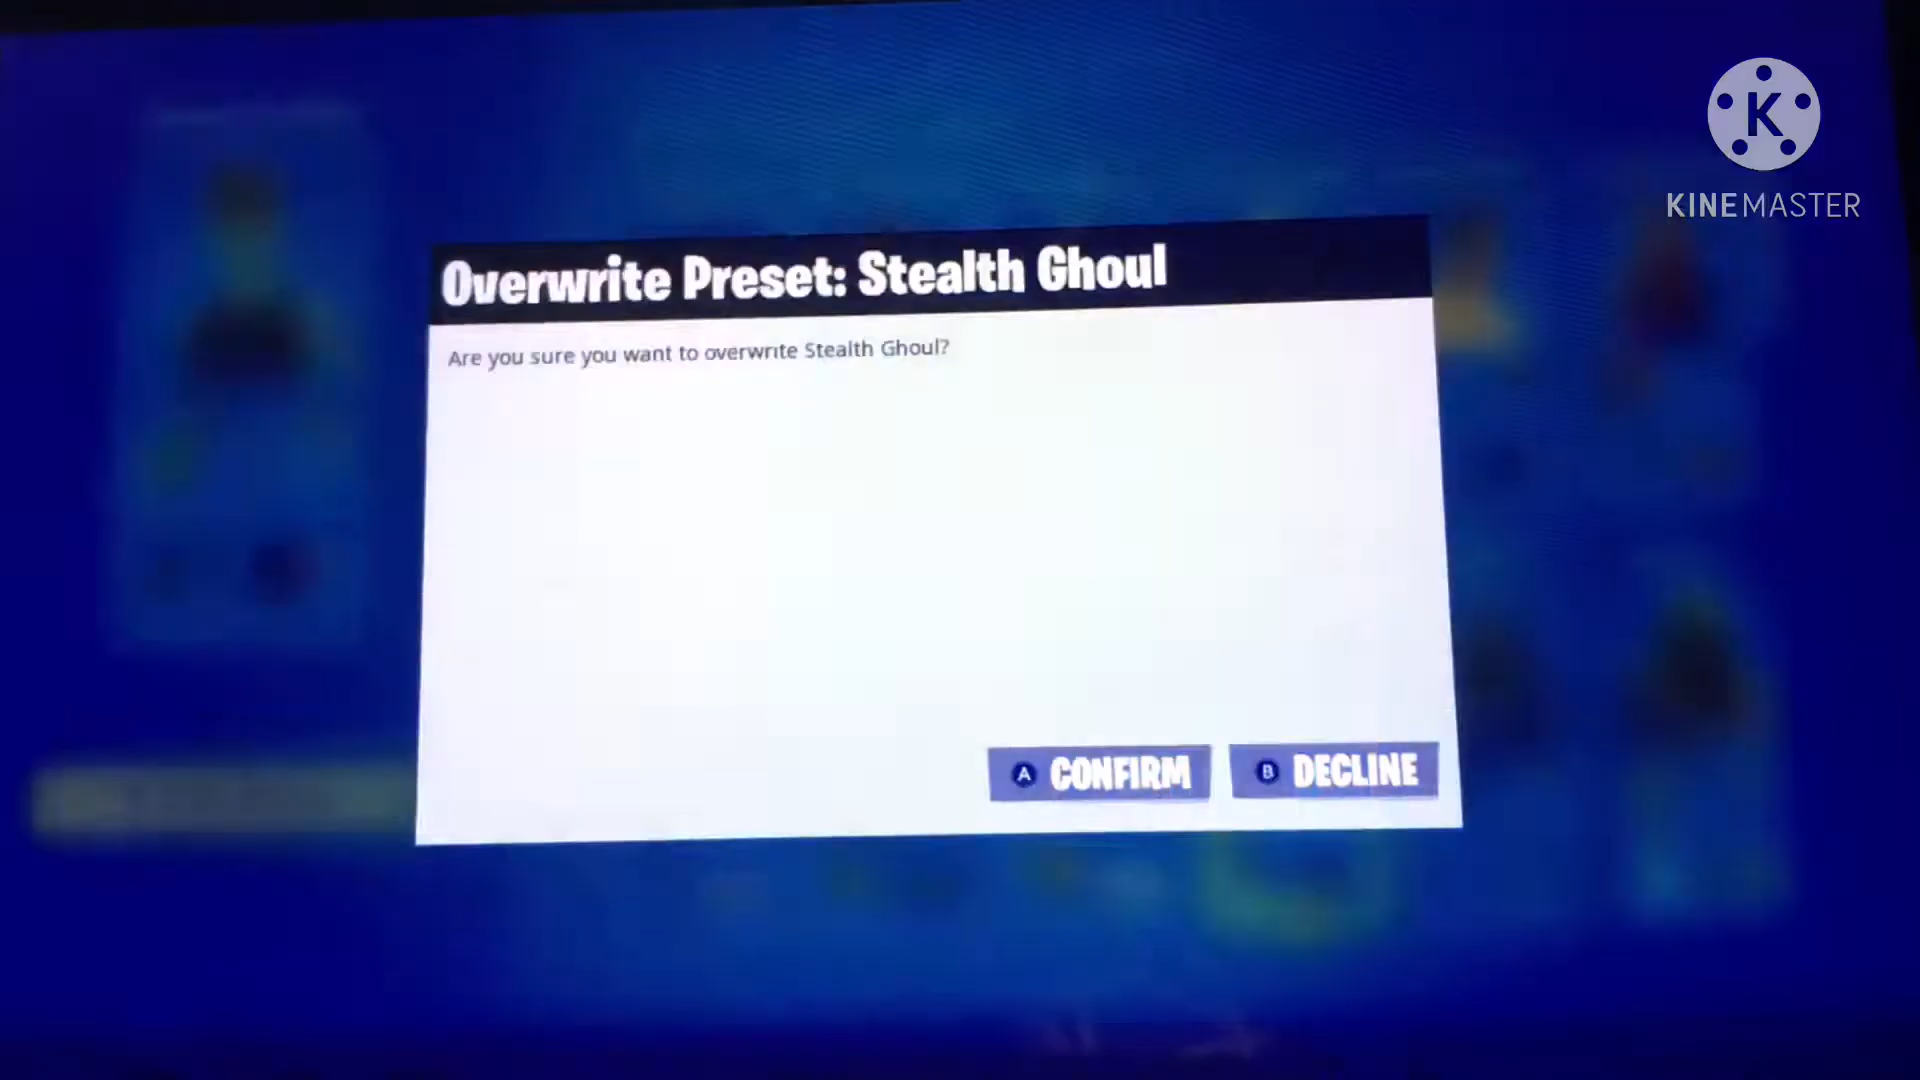 K
KINEMASTER
Overwrite Preset: Stealth Ghoul
Are you sure you want to overwrite Stealth Ghoul?
A CONFIRM
B DECLINE